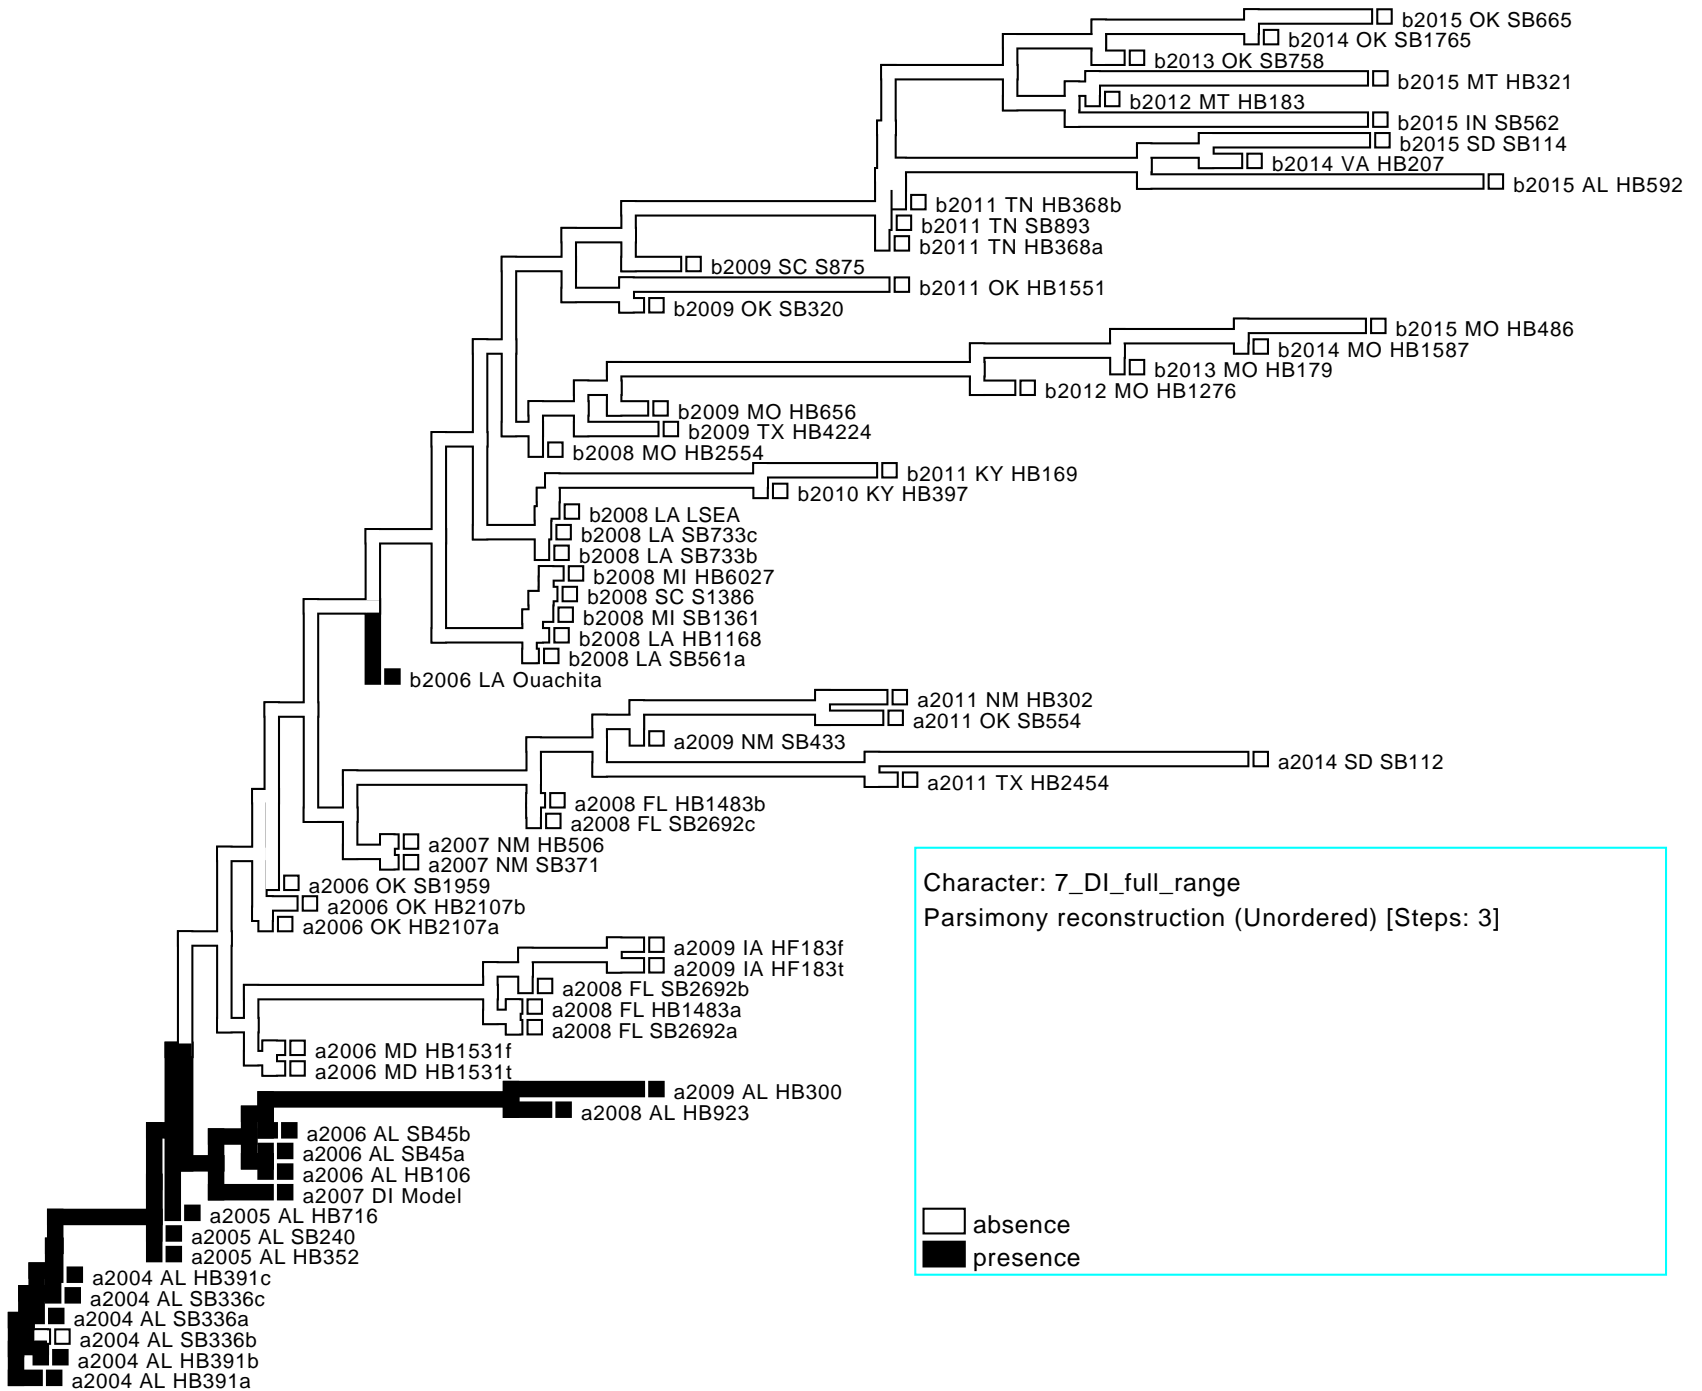 b2015 OK SB665
b2014 OK SB1765
b2013 OK SB758
b2015 MT HB321
b2012 MT HB183
b2015 IN SB562
b2015 SD SB114
b2014 VA HB207
b2015 AL HB592
b2011 TN HB368b
b2011 TN SB893
b2011 TN HB368a
b2009 SC S875
b2011 OK HB1551
b2009 OK SB320
b2015 MO HB486
b2014 MO HB1587
b2013 MO HB179
b2012 MO HB1276
b2009 MO HB656
b2009 TX HB4224
b2008 MO HB2554
b2011 KY HB169
b2010 KY HB397
b2008 LA LSEA
b2008 LA SB733c
b2008 LA SB733b
b2008 MI HB6027
b2008 SC S1386
b2008 MI SB1361
b2008 LA HB1168
b2008 LA SB561a
b2006 LA Ouachita
a2011 NM HB302
a2011 OK SB554
a2009 NM SB433
a2014 SD SB112
a2011 TX HB2454
a2008 FL HB1483b
a2008 FL SB2692c
a2007 NM HB506
a2007 NM SB371
a2006 OK SB1959
a2006 OK HB2107b
a2006 OK HB2107a
a2009 IA HF183f
a2009 IA HF183t
a2008 FL SB2692b
a2008 FL HB1483a
a2008 FL SB2692a
a2006 MD HB1531f
a2006 MD HB1531t
a2009 AL HB300
a2008 AL HB923
a2006 AL SB45b
a2006 AL SB45a
a2006 AL HB106
a2007 DI Model
a2005 AL HB716
a2005 AL SB240
a2005 AL HB352
a2004 AL HB391c
a2004 AL SB336c
a2004 AL SB336a
a2004 AL SB336b
a2004 AL HB391b
a2004 AL HB391a
Character: 7_DI_full_range
Parsimony reconstruction (Unordered) [Steps: 3]
absence
presence